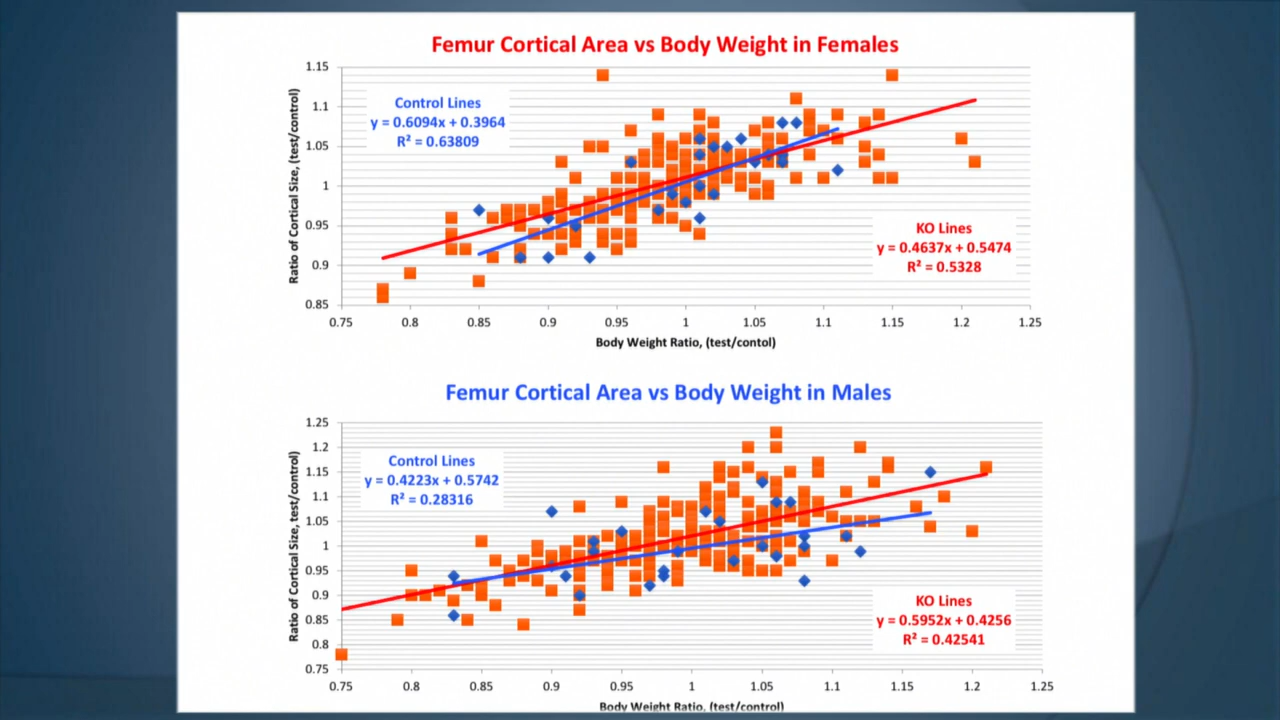 Femur Cortical Area vs Body Weight in Females
Ratio of Cortical Size, (test/control)
1.15
1.1
1.05
1
0.95
0.9
0.85
Control Lines
y = 0.6094x + 0.3964
R² = 0.63809
KO Lines
y = 0.4637x + 0.5474
R² = 0.5328
0.75 0.8 0.85 0.9 0.95 1 1.05 1.1 1.15 1.2 1.25
Body Weight Ratio, (test/contol)
Femur Cortical Area vs Body Weight in Males
Ratio of Cortical Size, test/control)
1.25
1.2
1.15
1.1
1.05
1
0.95
0.9
0.85
0.8
0.75
Control Lines
y = 0.4223x + 0.5742
R² = 0.28316
KO Lines
y = 0.5952x + 0.4256
R² = 0.42541
0.75 0.8 0.85 0.9 0.95 1 1.05 1.1 1.15 1.2 1.25
Body Weight Ratio, (test/control)